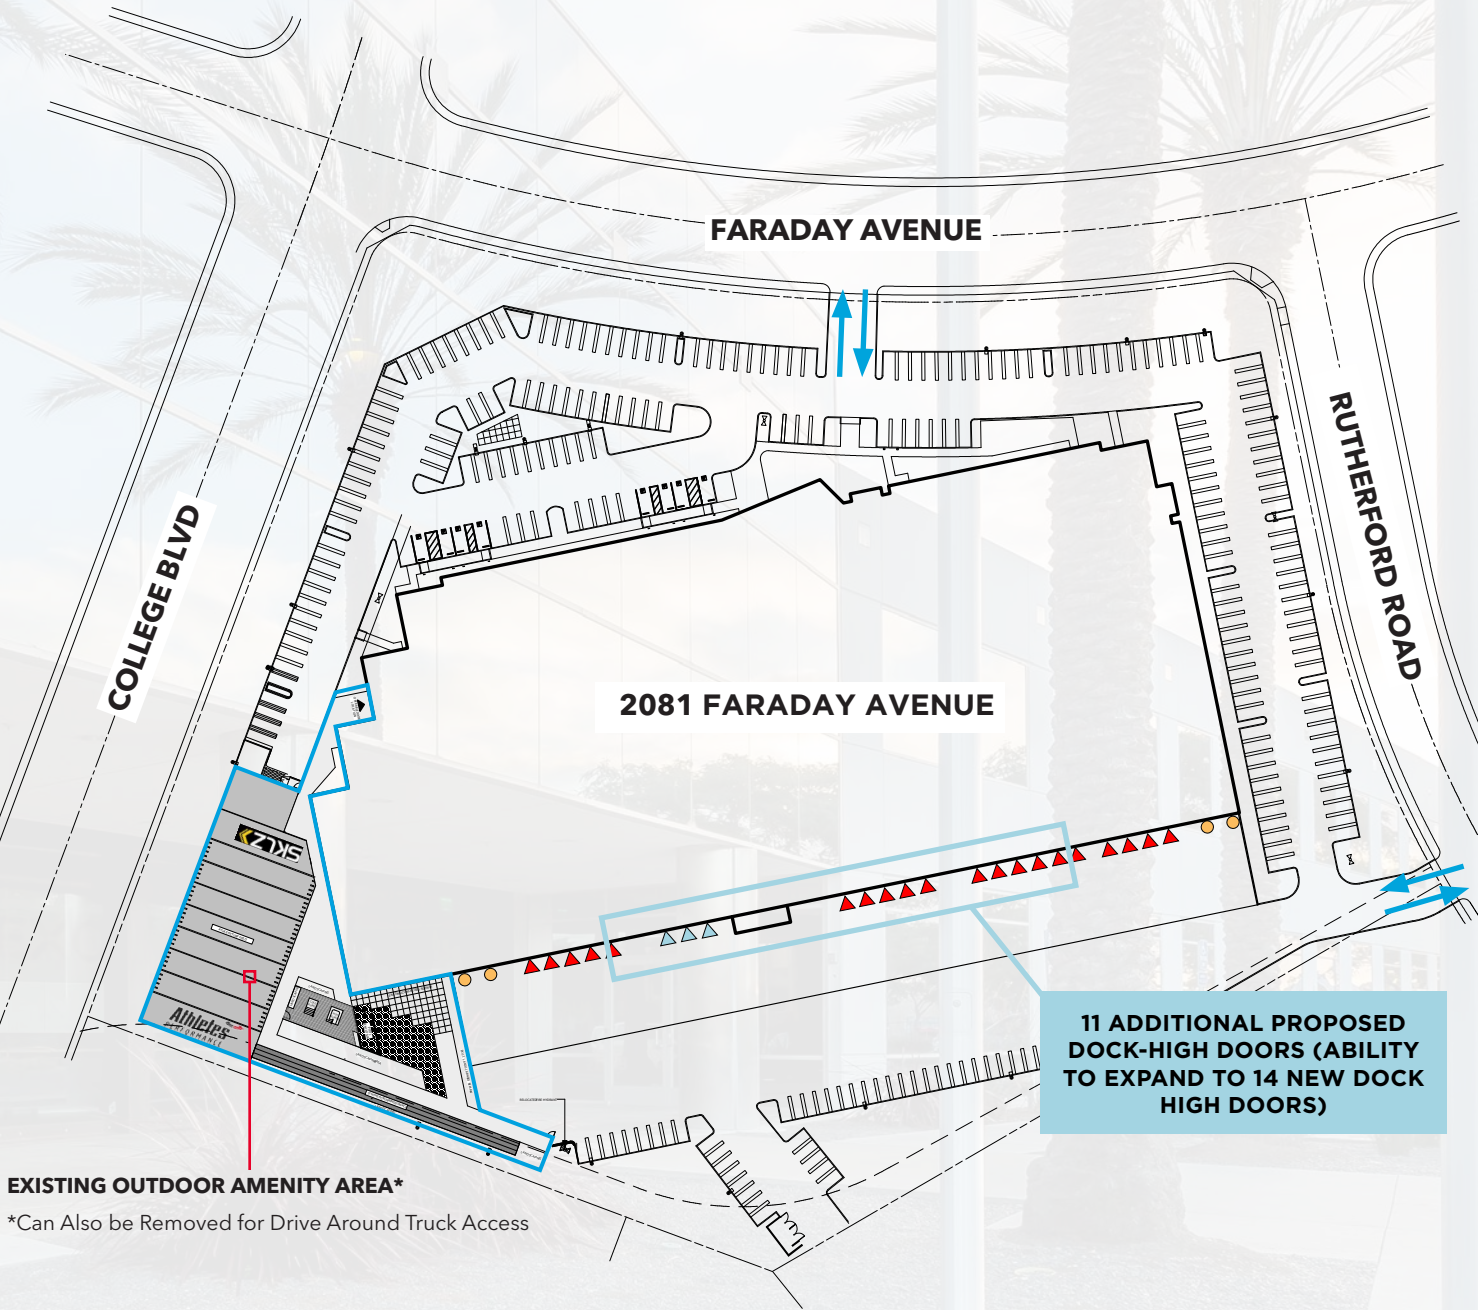 FARADAY AVENUE
RUTHERFORD ROAD
COLLEGE BLVD
2081 FARADAY AVENUE
SKLZ
Athletes
PERFORMANCE
11 ADDITIONAL PROPOSED
DOCK-HIGH DOORS (ABILITY
TO EXPAND TO 14 NEW DOCK
HIGH DOORS)
EXISTING OUTDOOR AMENITY AREA*
*Can Also be Removed for Drive Around Truck Access